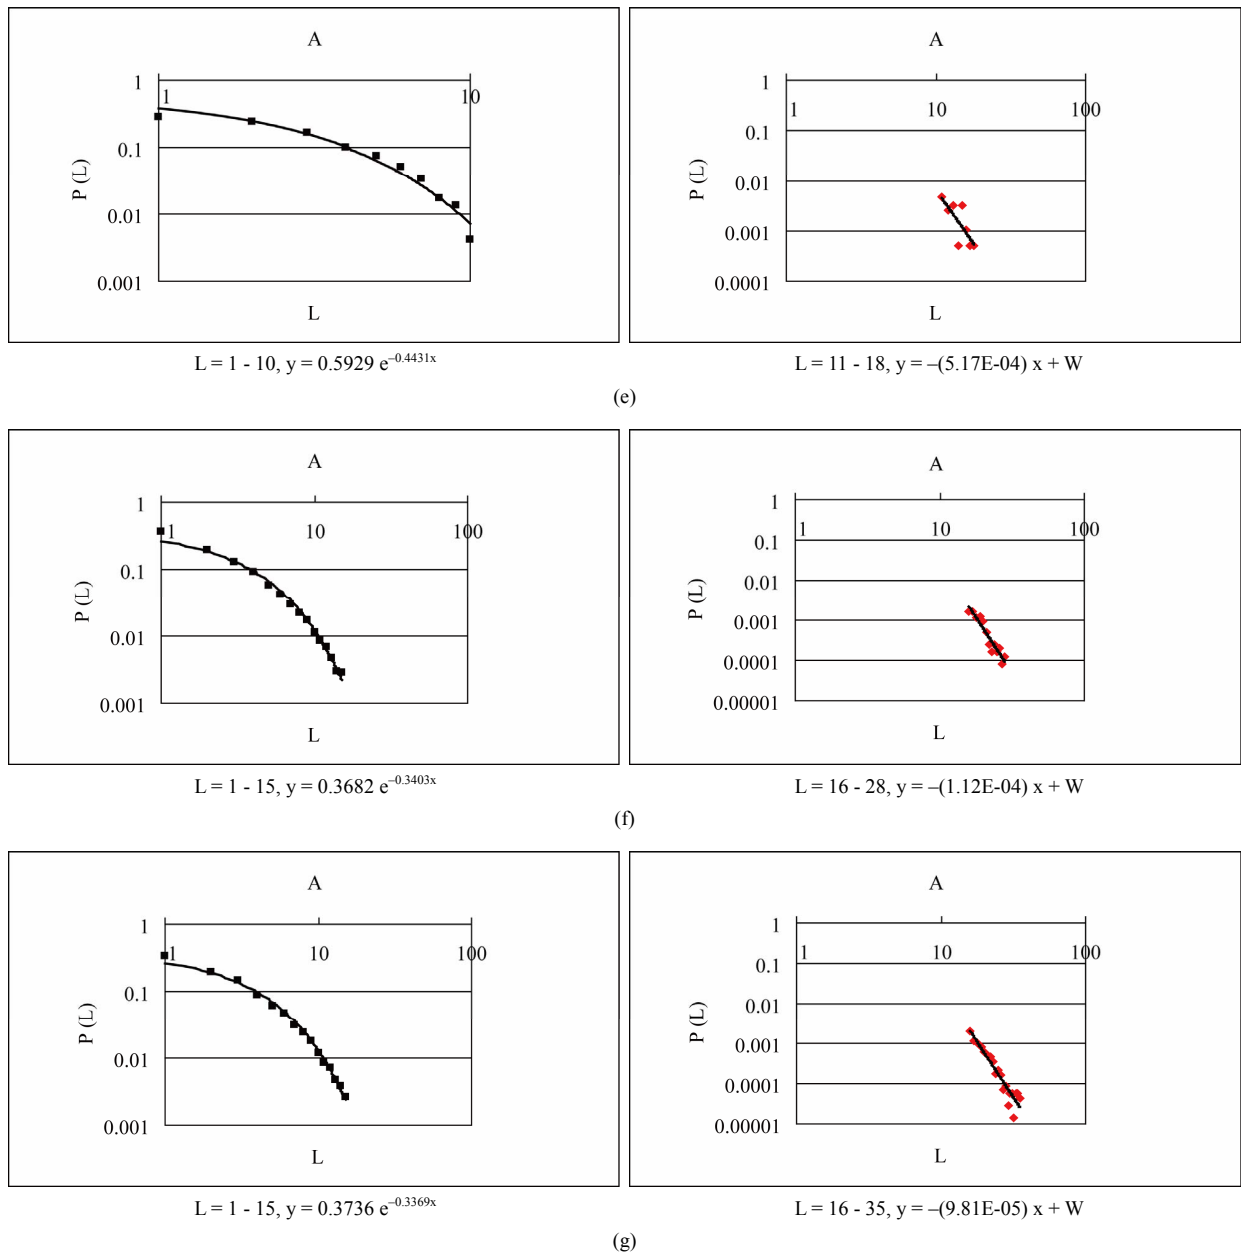 A
1
1 10
0.1
0.01
0.001
P (L)
L
L = 1 - 10, y = 0.5929 e^–0.4431x
A
1
1 10 100
0.1
0.01
0.001
0.0001
P (L)
L
L = 11 - 18, y = –(5.17E-04) x + W
(e)
A
1
1 10 100
0.1
0.01
0.001
P (L)
L
L = 1 - 15, y = 0.3682 e^–0.3403x
A
1
1 10 100
0.1
0.01
0.001
0.0001
0.00001
P (L)
L
L = 16 - 28, y = –(1.12E-04) x + W
(f)
A
1
1 10 100
0.1
0.01
0.001
P (L)
L
L = 1 - 15, y = 0.3736 e^–0.3369x
A
1
1 10 100
0.1
0.01
0.001
0.0001
0.00001
P (L)
L
L = 16 - 35, y = –(9.81E-05) x + W
(g)